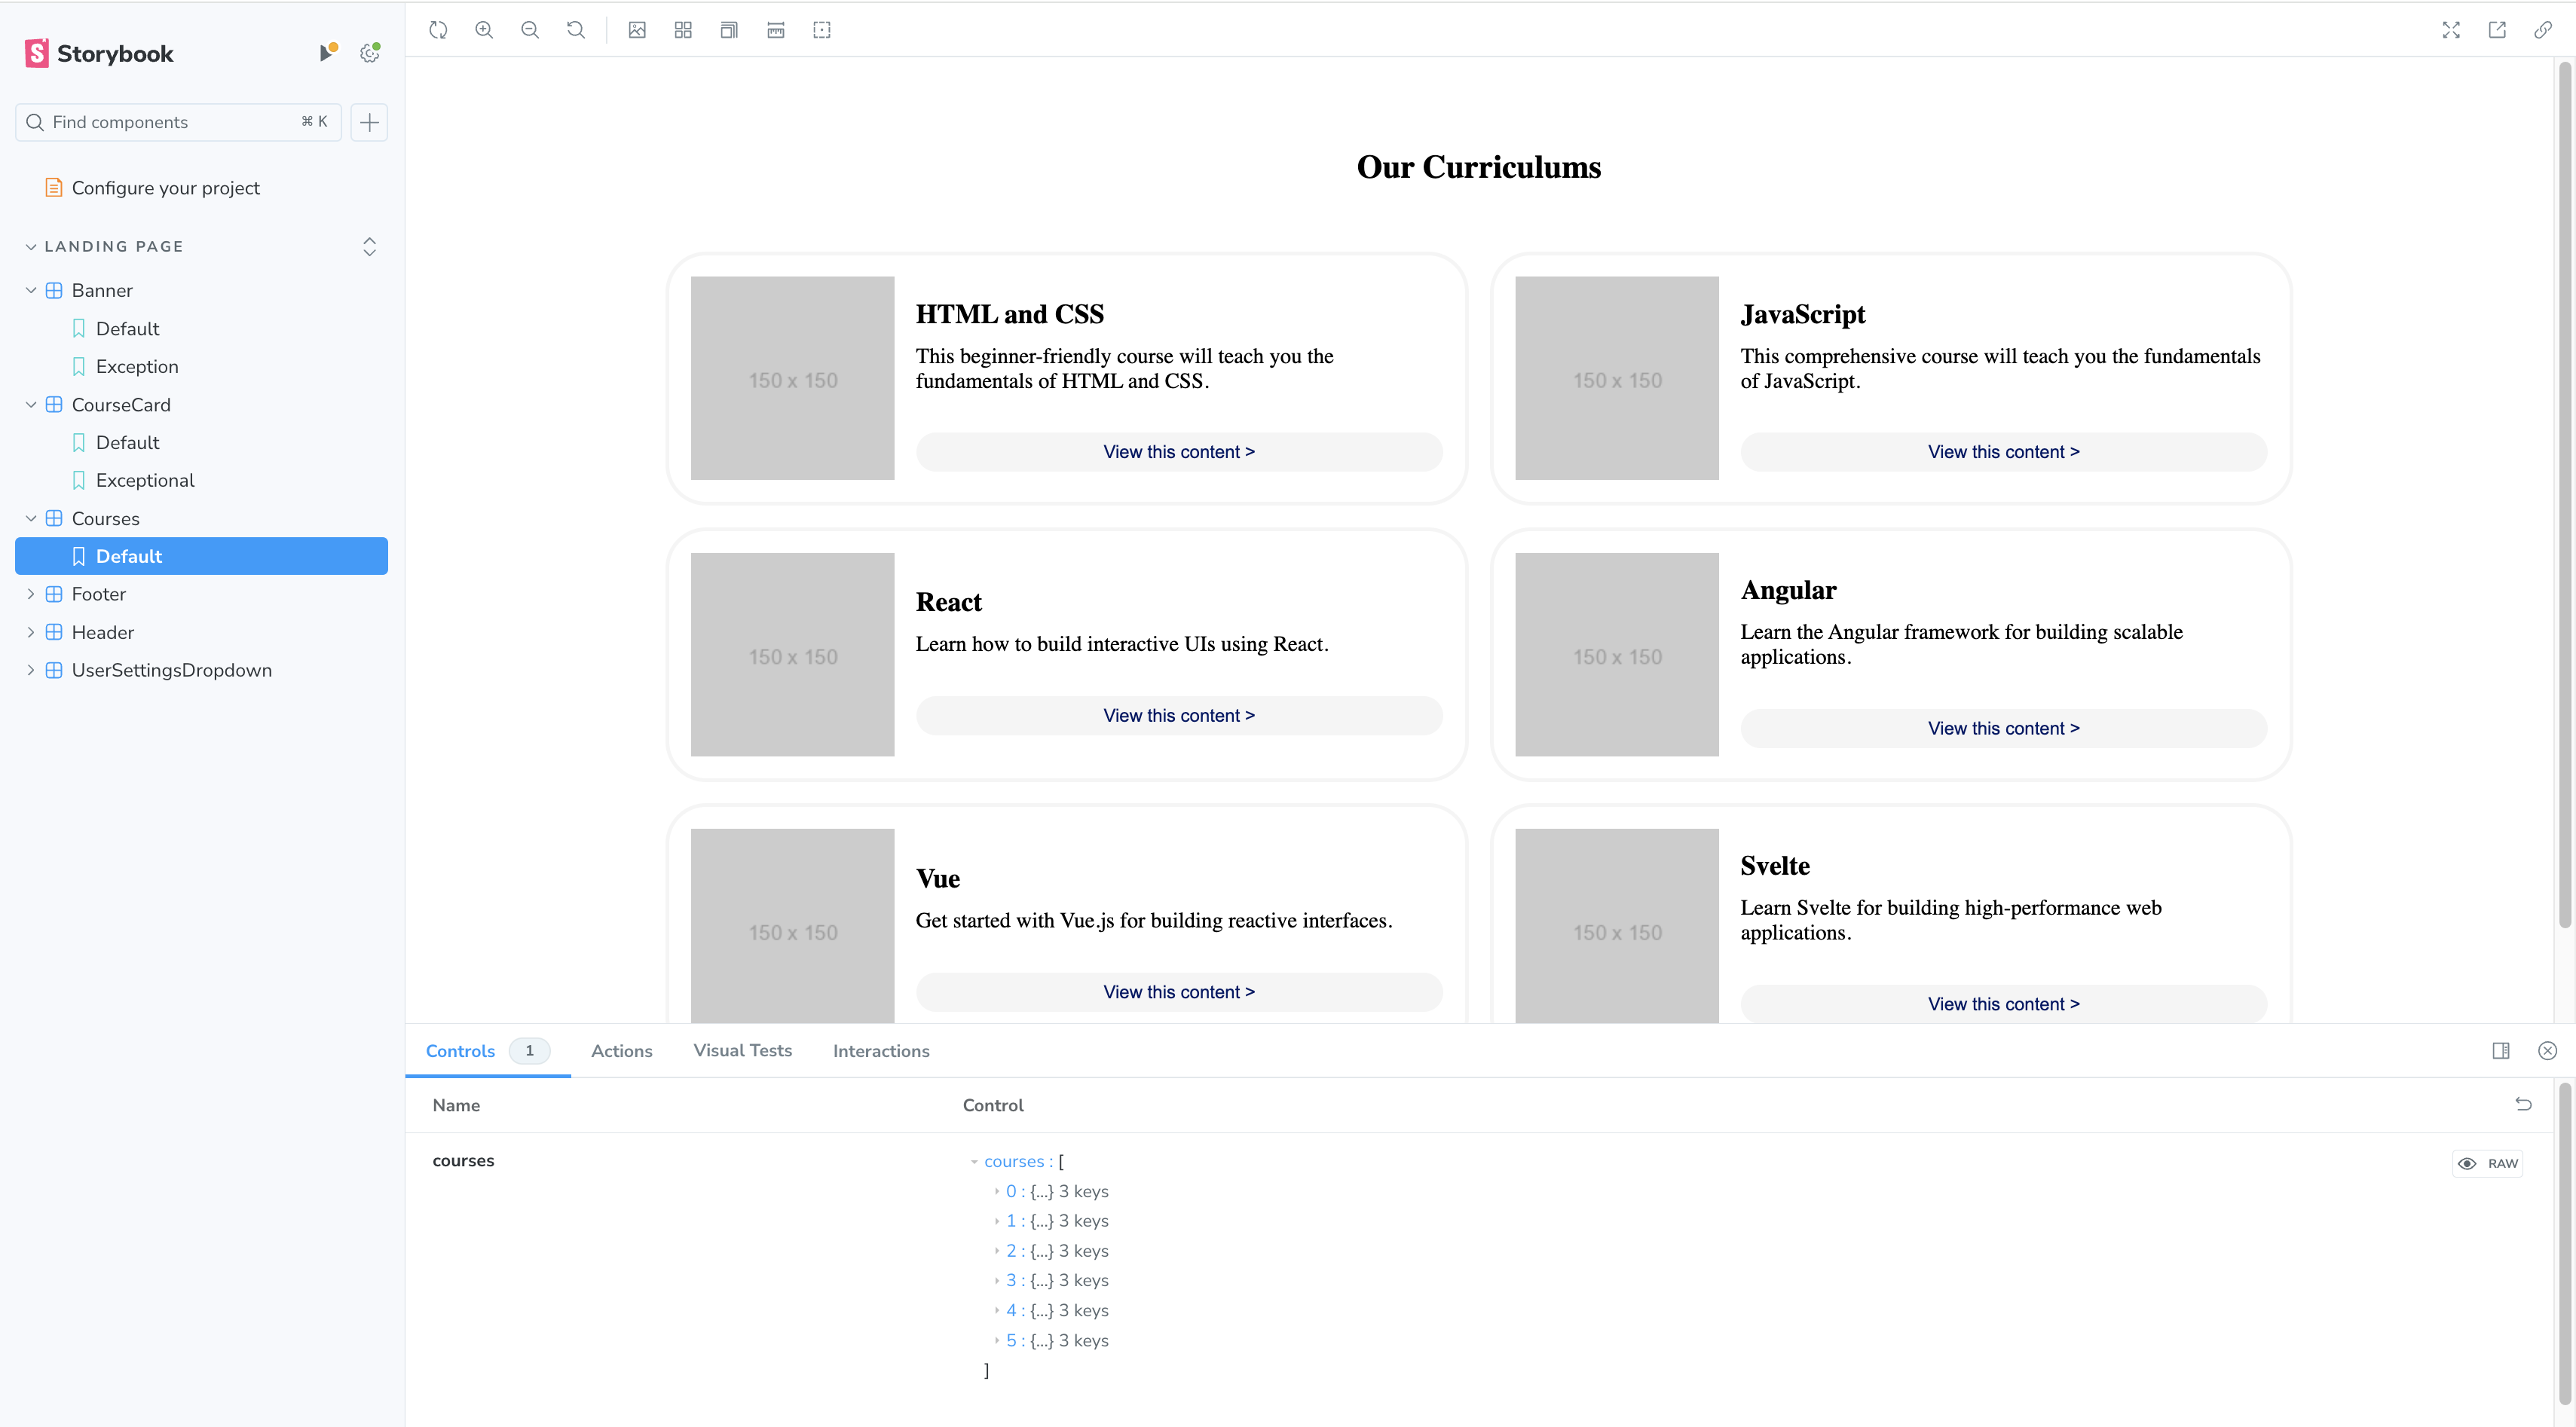 Storybook
Find components
⌘ K
Configure your project
LANDING PAGE
Banner
Default
Exception
CourseCard
Default
Exceptional
Courses
Default
Footer
Header
UserSettingsDropdown
Our Curriculums
150 x 150
HTML and CSS
This beginner-friendly course will teach you the
fundamentals of HTML and CSS.
View this content >
150 x 150
JavaScript
This comprehensive course will teach you the fundamentals
of JavaScript.
View this content >
150 x 150
React
Learn how to build interactive UIs using React.
View this content >
150 x 150
Angular
Learn the Angular framework for building scalable
applications.
View this content >
150 x 150
Vue
Get started with Vue.js for building reactive interfaces.
View this content >
150 x 150
Svelte
Learn Svelte for building high-performance web
applications.
View this content >
Controls 1 Actions Visual Tests Interactions
Name Control
courses
courses : [
0 : {...} 3 keys
1 : {...} 3 keys
2 : {...} 3 keys
3 : {...} 3 keys
4 : {...} 3 keys
5 : {...} 3 keys
]
RAW